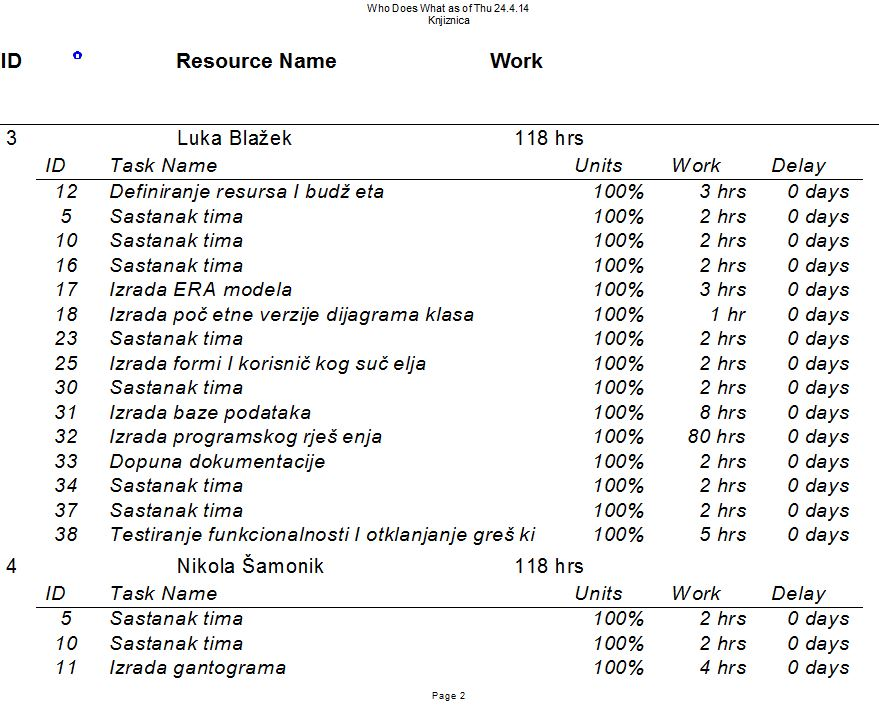 Who Does What as of Thu 24.4.14
Knjiznica
ID Resource Name Work
3 Luka Blažek 118 hrs
ID Task Name Units Work Delay
12 Definiranje resursa I budž eta 100% 3 hrs 0 days
5 Sastanak tima 100% 2 hrs 0 days
10 Sastanak tima 100% 2 hrs 0 days
16 Sastanak tima 100% 2 hrs 0 days
17 Izrada ERA modela 100% 3 hrs 0 days
18 Izrada poč etne verzije dijagrama klasa 100% 1 hr 0 days
23 Sastanak tima 100% 2 hrs 0 days
25 Izrada formi I korisnič kog suč elja 100% 2 hrs 0 days
30 Sastanak tima 100% 2 hrs 0 days
31 Izrada baze podataka 100% 8 hrs 0 days
32 Izrada programskog rješ enja 100% 80 hrs 0 days
33 Dopuna dokumentacije 100% 2 hrs 0 days
34 Sastanak tima 100% 2 hrs 0 days
37 Sastanak tima 100% 2 hrs 0 days
38 Testiranje funkcionalnosti I otklanjanje greš ki 100% 5 hrs 0 days
4 Nikola Šamonik 118 hrs
ID Task Name Units Work Delay
5 Sastanak tima 100% 2 hrs 0 days
10 Sastanak tima 100% 2 hrs 0 days
11 Izrada gantograma 100% 4 hrs 0 days
Page 2